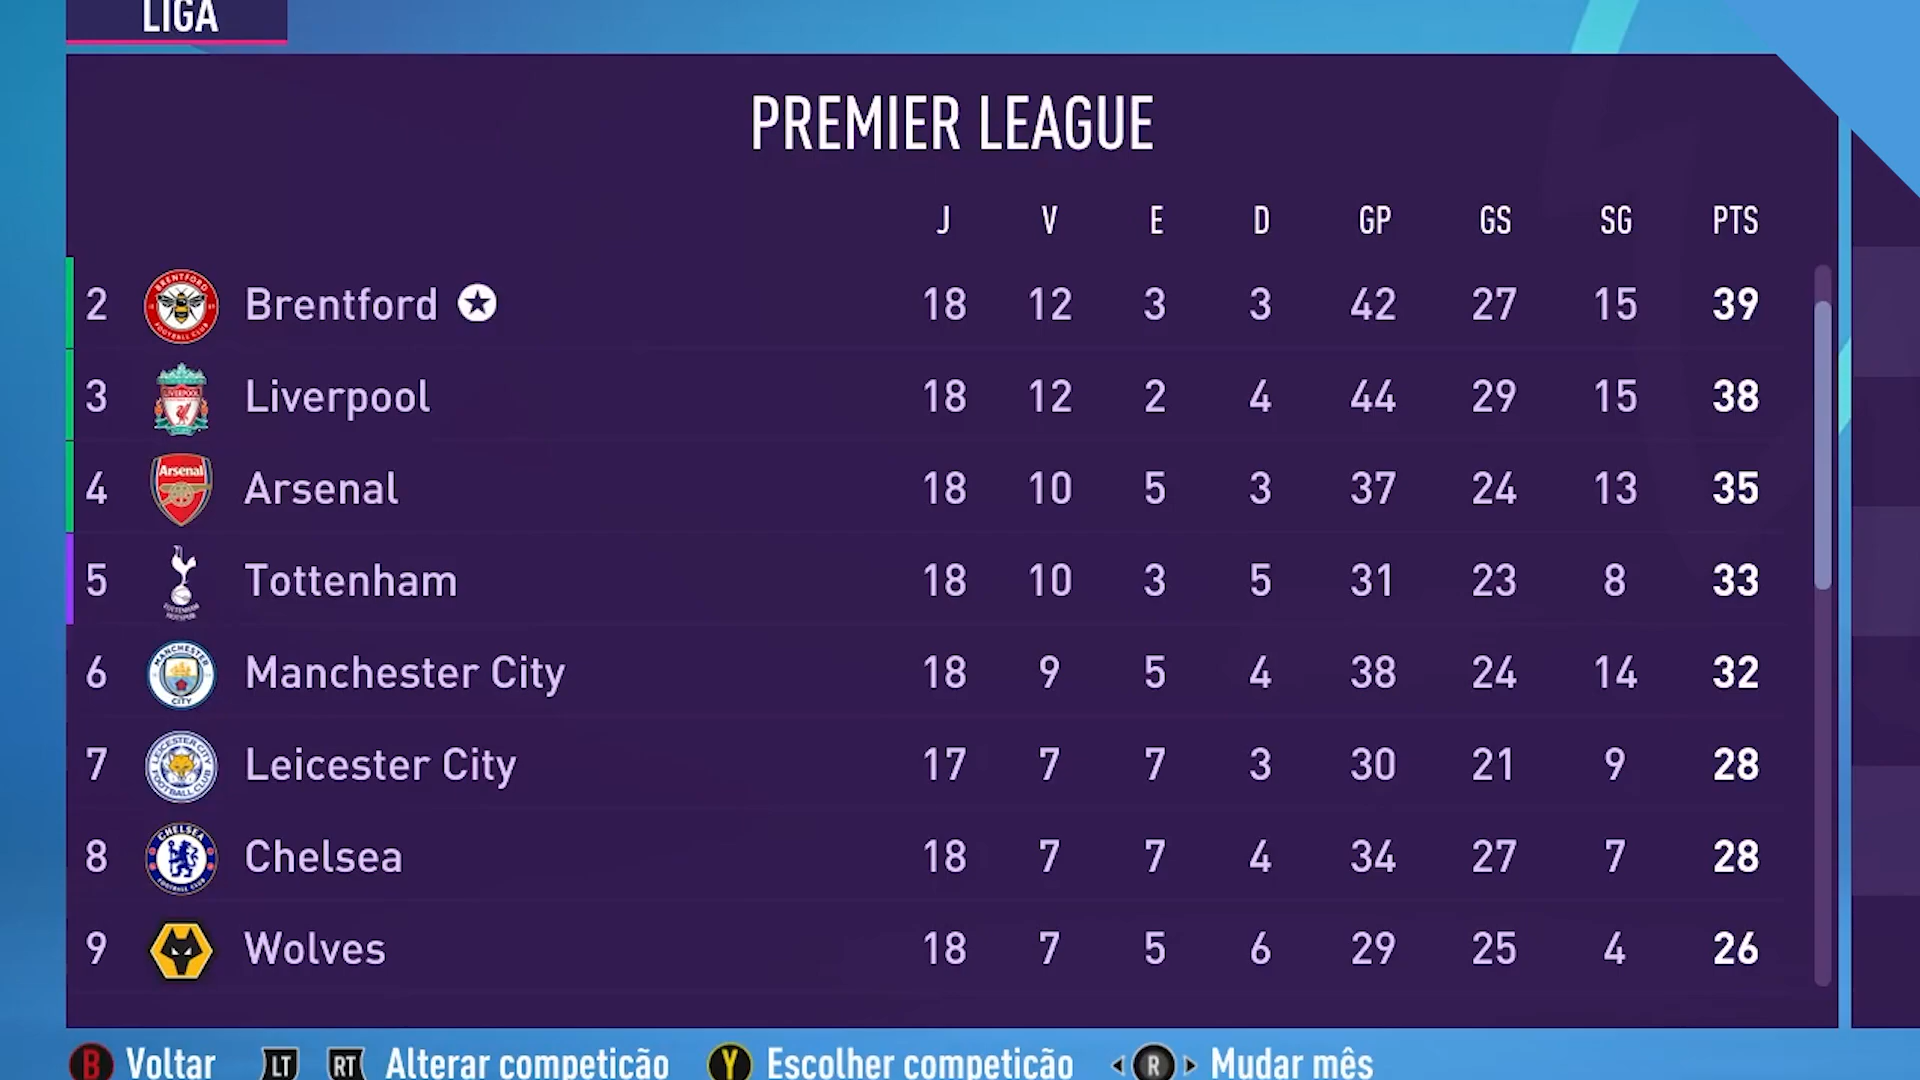 LIGA
PREMIER LEAGUE
J V E D GP GS SG PTS
2 Brentford 18 12 3 3 42 27 15 39
3 Liverpool 18 12 2 4 44 29 15 38
4 Arsenal 18 10 5 3 37 24 13 35
5 Tottenham 18 10 3 5 31 23 8 33
6 Manchester City 18 9 5 4 38 24 14 32
7 Leicester City 17 7 7 3 30 21 9 28
8 Chelsea 18 7 7 4 34 27 7 28
9 Wolves 18 7 5 6 29 25 4 26
B Voltar LT RT Alterar competição Y Escolher competição R Mudar mês